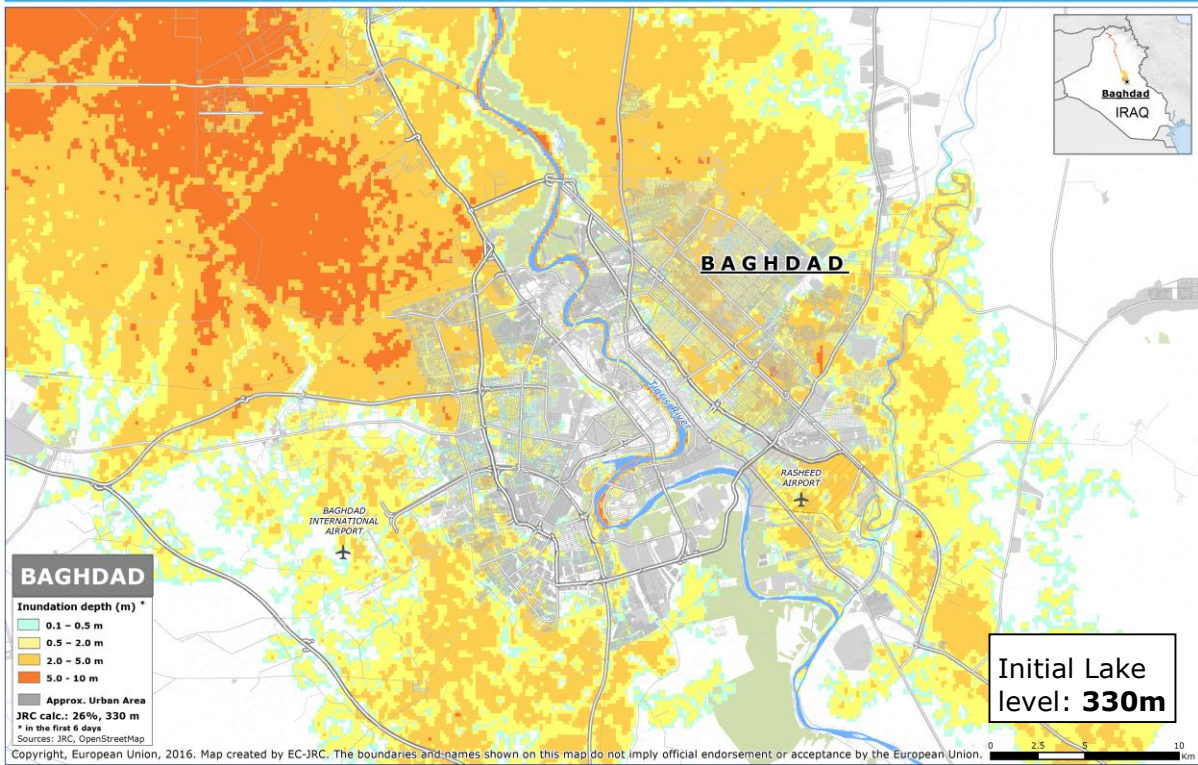 Baghdad
IRAQ
BAGHDAD
Tigris River
RASHEED
AIRPORT
BAGHDAD
INTERNATIONAL
AIRPORT
BAGHDAD
Inundation depth (m) *
0.1 – 0.5 m
0.5 – 2.0 m
2.0 – 5.0 m
5.0 - 10 m
Approx. Urban Area
JRC calc.: 26%, 330 m
* in the first 6 days
Sources: JRC, OpenStreetMap
Initial Lake
level: 330m
Copyright, European Union, 2016. Map created by EC-JRC. The boundaries and names shown on this map do not imply official endorsement or acceptance by the European Union.
0 2.5 5 10
Km